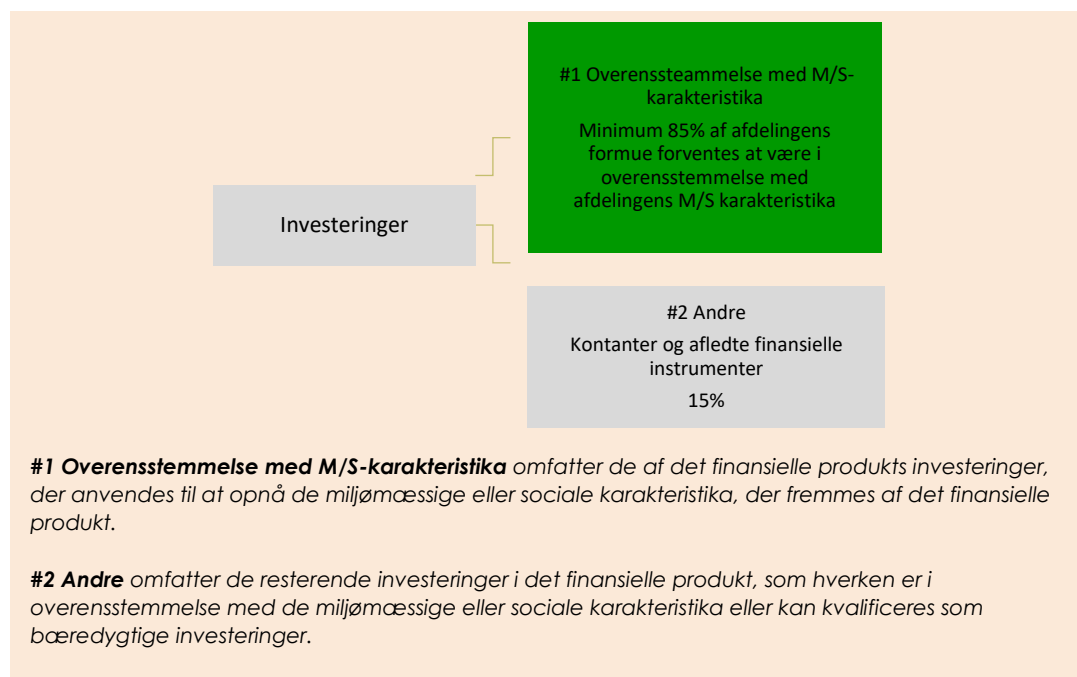 #1 Overenssteammelse med M/S-
karakteristika
Minimum 85% af afdelingens
formue forventes at være i
overensstemmelse med
afdelingens M/S karakteristika
Investeringer
#2 Andre
Kontanter og afledte finansielle
instrumenter
15%
#1 Overensstemmelse med M/S-karakteristika omfatter de af det finansielle produkts investeringer,
der anvendes til at opnå de miljømæssige eller sociale karakteristika, der fremmes af det finansielle
produkt.
#2 Andre omfatter de resterende investeringer i det finansielle produkt, som hverken er i
overensstemmelse med de miljømæssige eller sociale karakteristika eller kan kvalificeres som
bæredygtige investeringer.